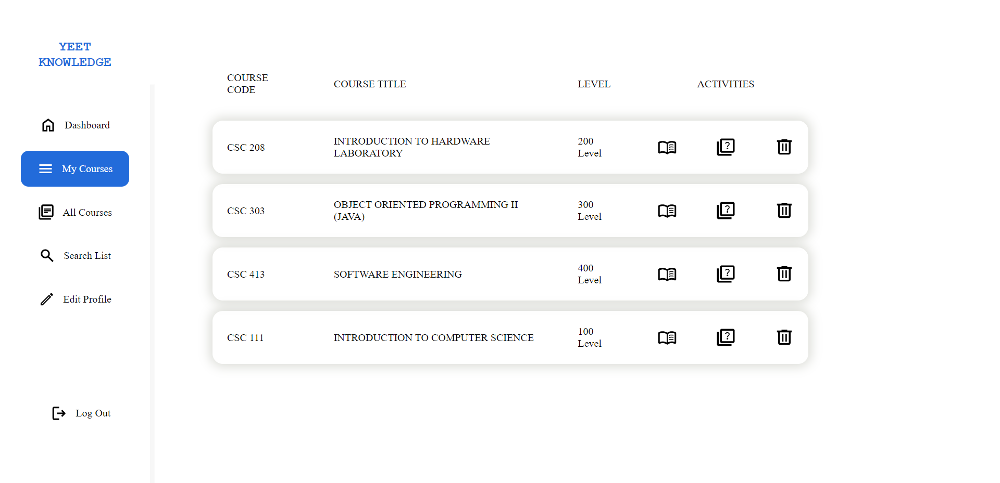 YEET
KNOWLEDGE
Dashboard
My Courses
All Courses
Search List
Edit Profile
Log Out
COURSE
CODE
COURSE TITLE
LEVEL
ACTIVITIES
CSC 208
INTRODUCTION TO HARDWARE
LABORATORY
200
Level
?
CSC 303
OBJECT ORIENTED PROGRAMMING II
(JAVA)
300
Level
?
CSC 413
SOFTWARE ENGINEERING
400
Level
?
CSC 111
INTRODUCTION TO COMPUTER SCIENCE
100
Level
?